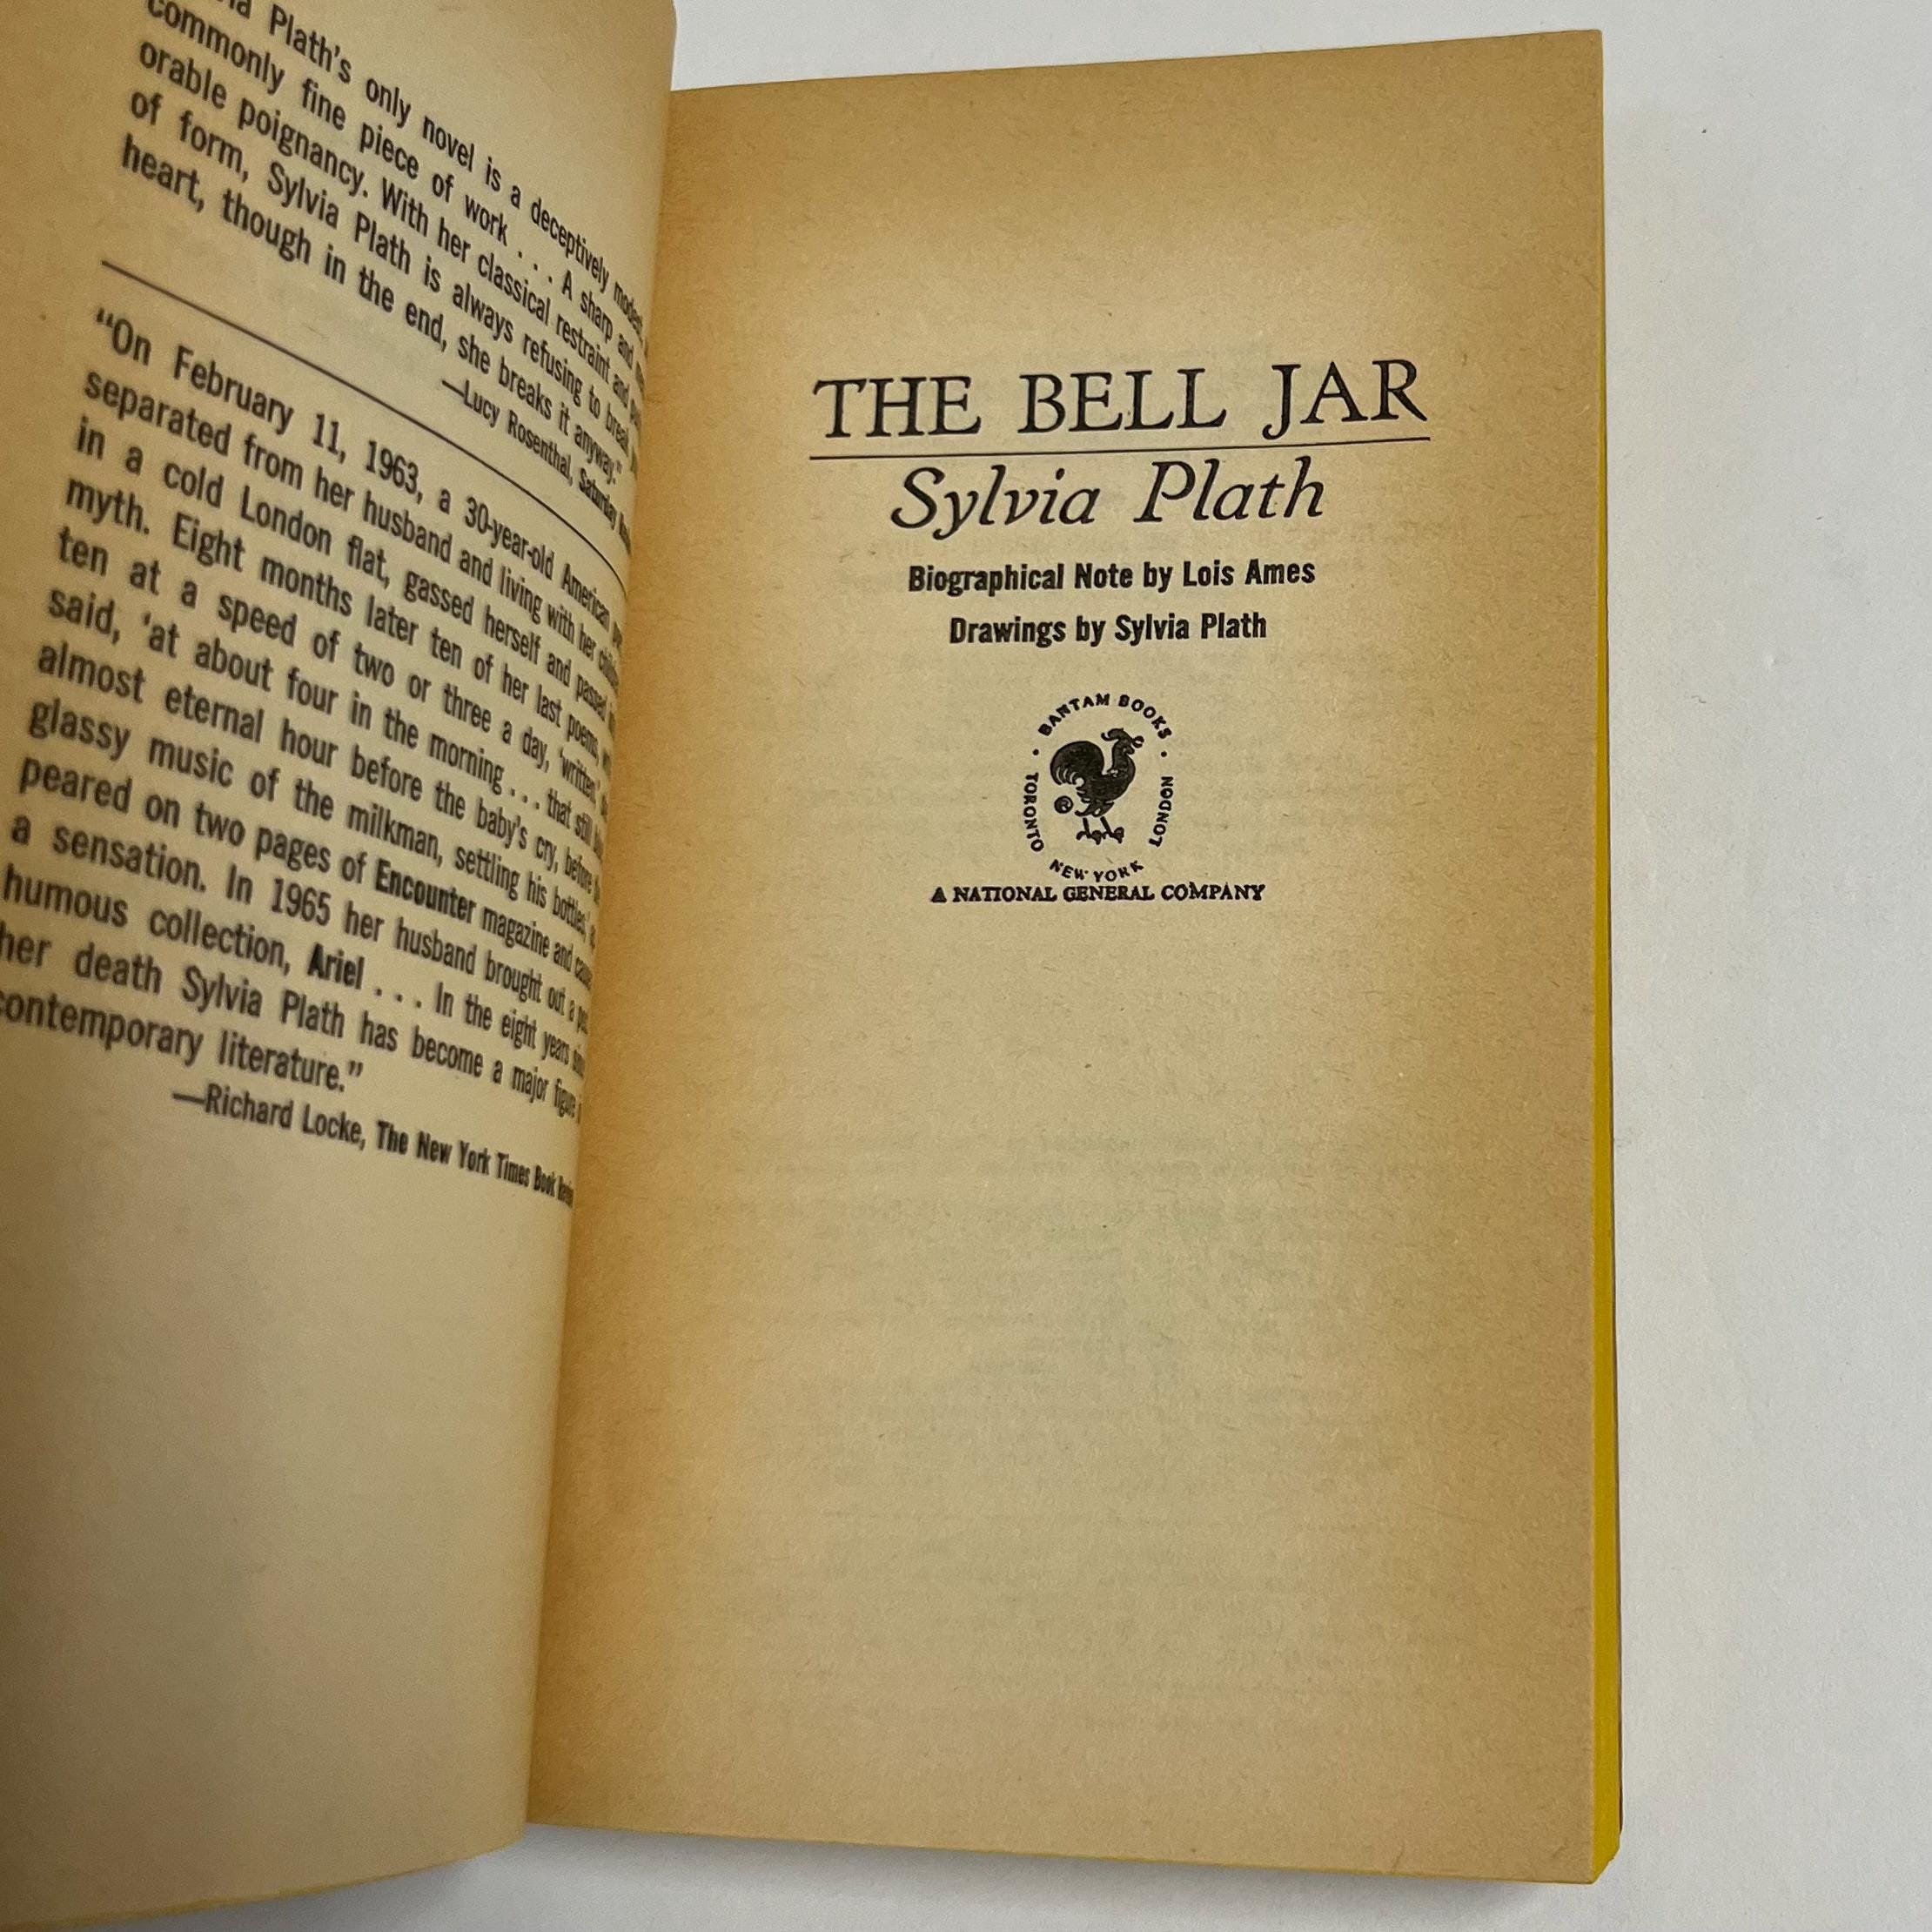 Plath's only novel is a deceptively modest,
commonly fine piece of work . . . A sharp and
orable poignancy. With her classical restraint and
of form, Sylvia Plath is always refusing to break
heart, though in the end, she breaks it anyway."
—Lucy Rosenthal, Saturday
"On February 11, 1963, a 30-year-old American
separated from her husband and living with her
in a cold London flat, gassed herself and passed
myth. Eight months later ten of her last poems,
ten at a speed of two or three a day, 'written,'
said, 'at about four in the morning . . . that still
almost eternal hour before the baby's cry, before
glassy music of the milkman, settling his bottles,'
peared on two pages of Encounter magazine and
a sensation. In 1965 her husband brought out a
humous collection, Ariel . . . In the eight years
her death Sylvia Plath has become a major figure
contemporary literature."
—Richard Locke, The New York Times Book
THE BELL JAR
Sylvia Plath
Biographical Note by Lois Ames
Drawings by Sylvia Plath
BANTAM BOOKS
TORONTO · NEW YORK · LONDON
®
A NATIONAL GENERAL COMPANY